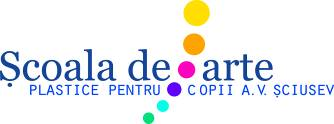 Școala de arte
PLASTICE PENTRU COPII A.V. ȘCIUSEV